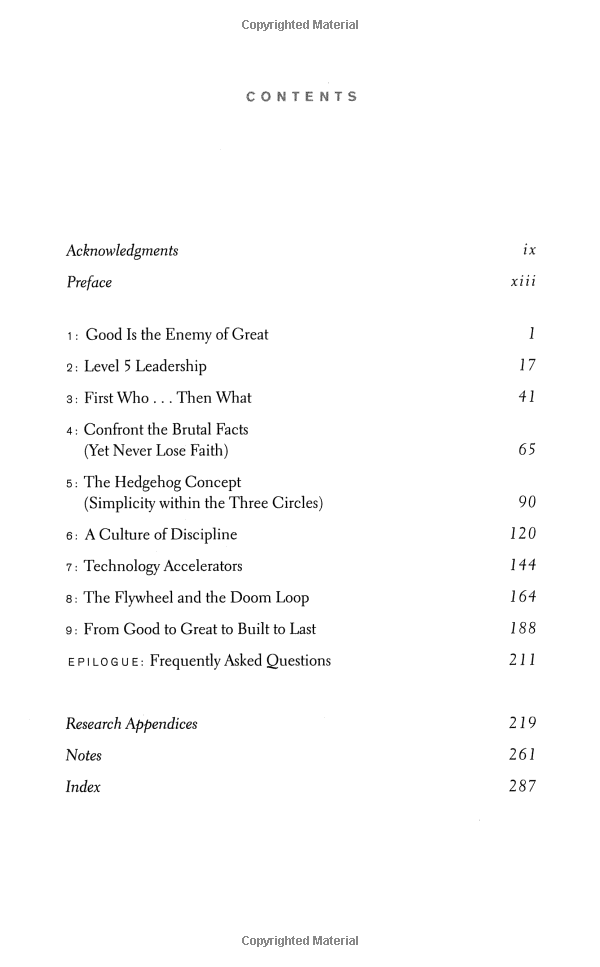 Copyrighted Material
CONTENTS
Acknowledgments ix
Preface xiii
1: Good Is the Enemy of Great 1
2: Level 5 Leadership 17
3: First Who . . . Then What 41
4: Confront the Brutal Facts
(Yet Never Lose Faith) 65
5: The Hedgehog Concept
(Simplicity within the Three Circles) 90
6: A Culture of Discipline 120
7: Technology Accelerators 144
8: The Flywheel and the Doom Loop 164
9: From Good to Great to Built to Last 188
EPILOGUE: Frequently Asked Questions 211
Research Appendices 219
Notes 261
Index 287
Copyrighted Material